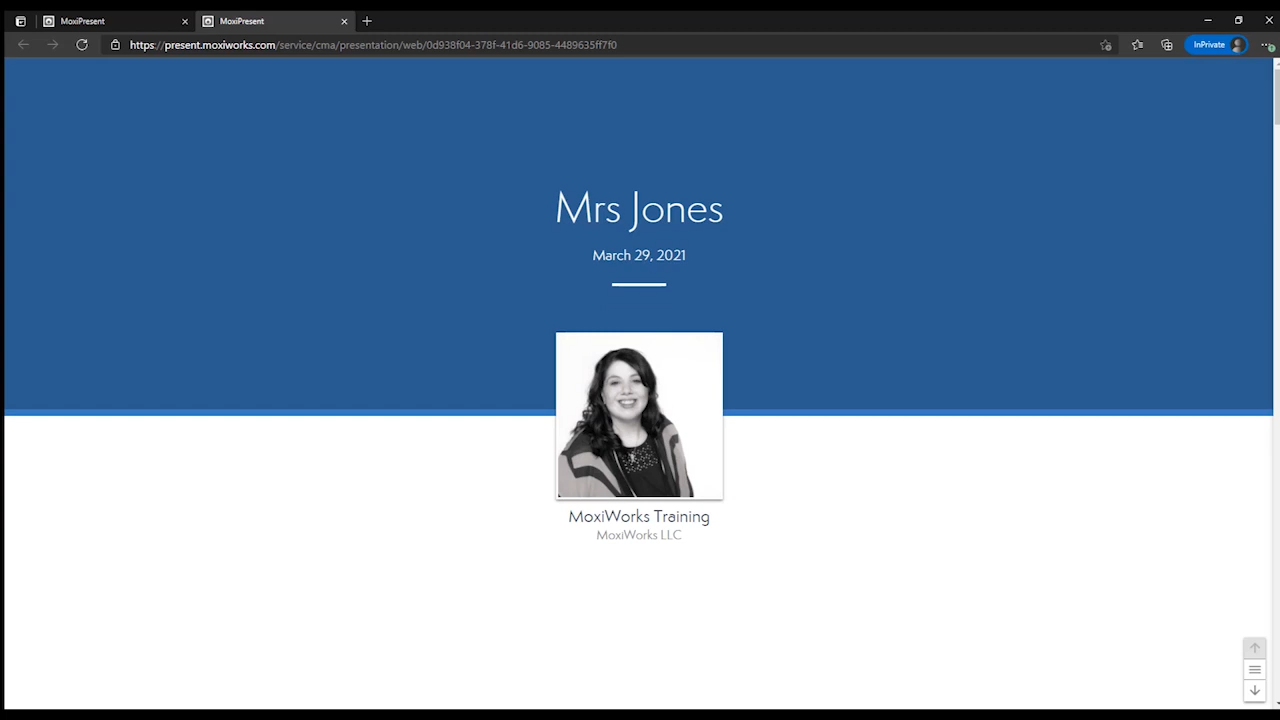 MoxiPresent
MoxiPresent
https://present.moxiworks.com/service/cma/presentation/web/0d938f04-378f-41d6-9085-4489635ff7f0
InPrivate
Mrs Jones
March 29, 2021
MoxiWorks Training
MoxiWorks LLC